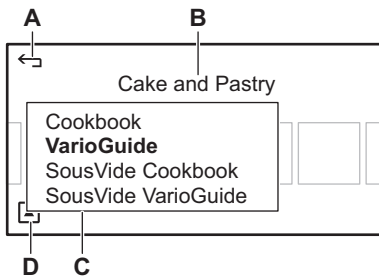 A B
Cake and Pastry
Cookbook
VarioGuide
SousVide Cookbook
SousVide VarioGuide
D C